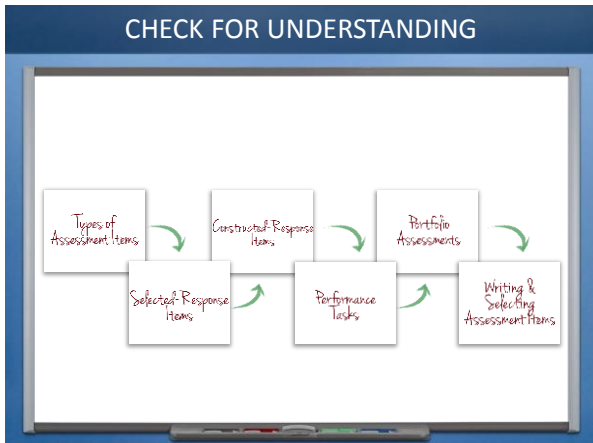 CHECK FOR UNDERSTANDING
Types of
Assessment Items
Selected-Response
Items
Constructed-Response
Items
Performance
Tasks
Portfolio
Assessments
Writing &
Selecting
Assessment Items